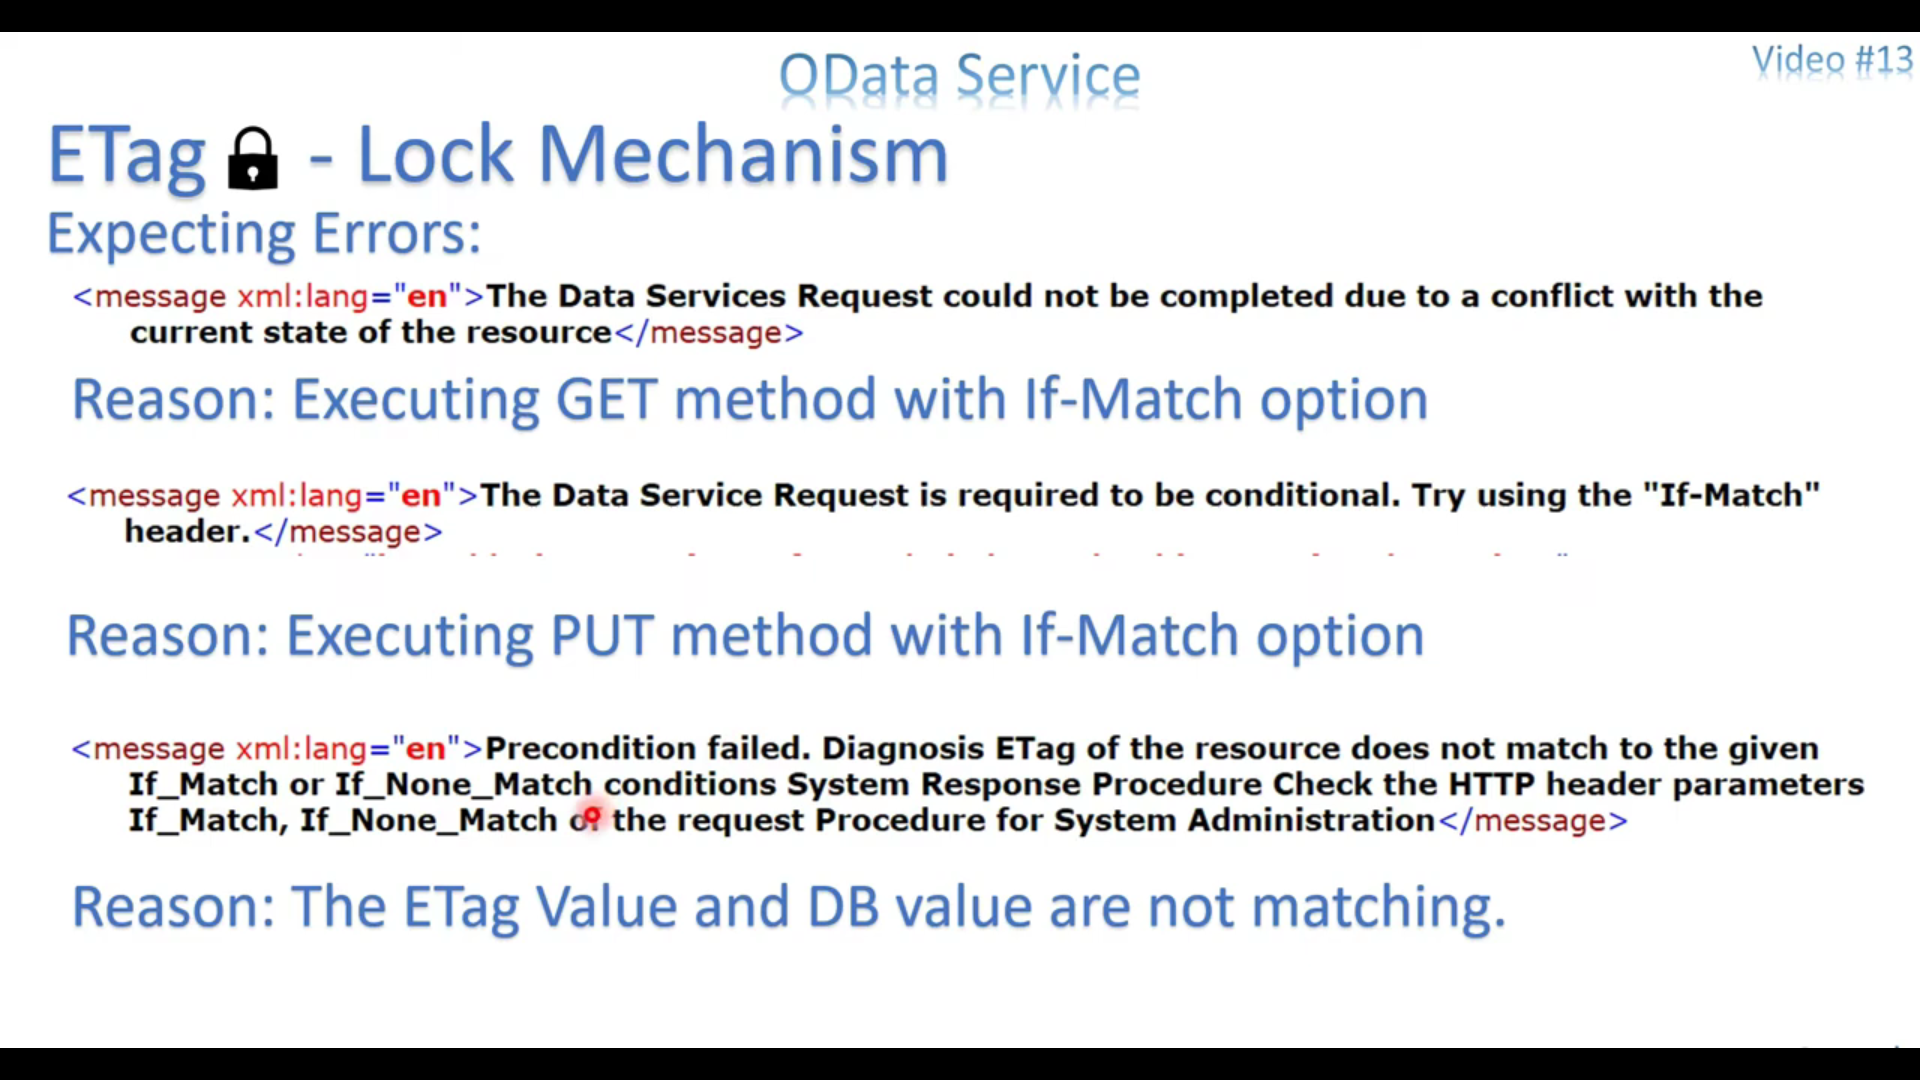 OData Service
Video #13
ETag - Lock Mechanism
Expecting Errors:
<message xml:lang="en">The Data Services Request could not be completed due to a conflict with the
current state of the resource</message>
Reason: Executing GET method with If-Match option
<message xml:lang="en">The Data Service Request is required to be conditional. Try using the "If-Match"
header.</message>
Reason: Executing PUT method with If-Match option
<message xml:lang="en">Precondition failed. Diagnosis ETag of the resource does not match to the given
If_Match or If_None_Match conditions System Response Procedure Check the HTTP header parameters
If_Match, If_None_Match of the request Procedure for System Administration</message>
Reason: The ETag Value and DB value are not matching.